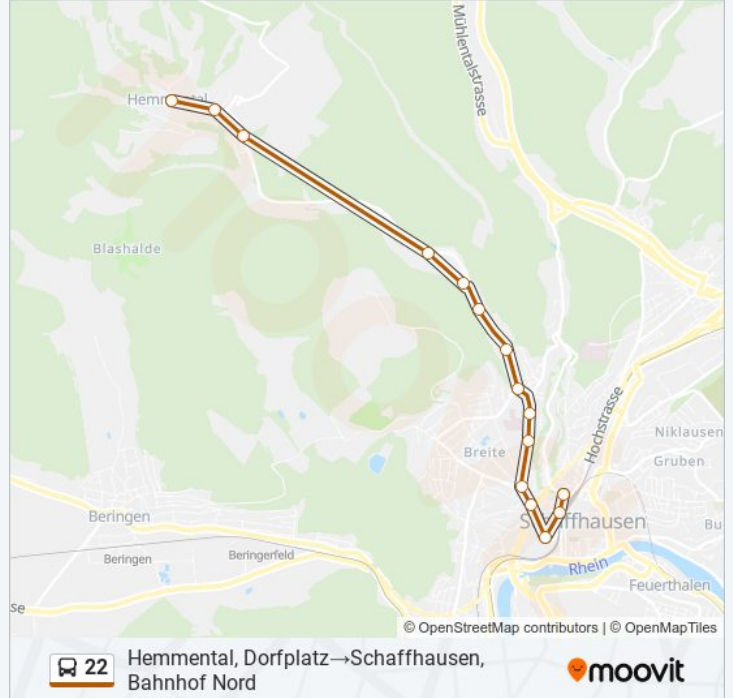 Mühlentalstrasse
Hemmental
Blashalde
Hochstrasse
Niklausen
Breite
Gruben
Beringen
Schaffhausen
Bu
Beringen
Beringerfeld
Rhein
Feuerthalen
se
© OpenStreetMap contributors | © OpenMapTiles
22
Hemmental, Dorfplatz→Schaffhausen,
Bahnhof Nord
moovit